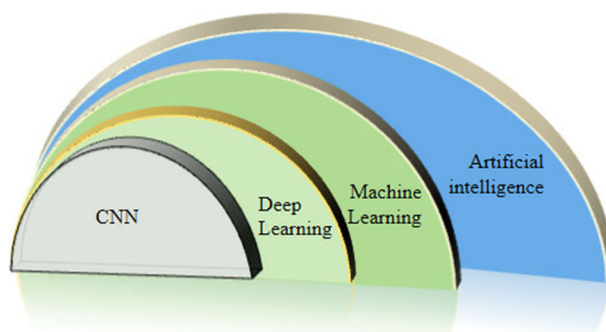 CNN
Deep
Learning
Machine
Learning
Artificial
intelligence